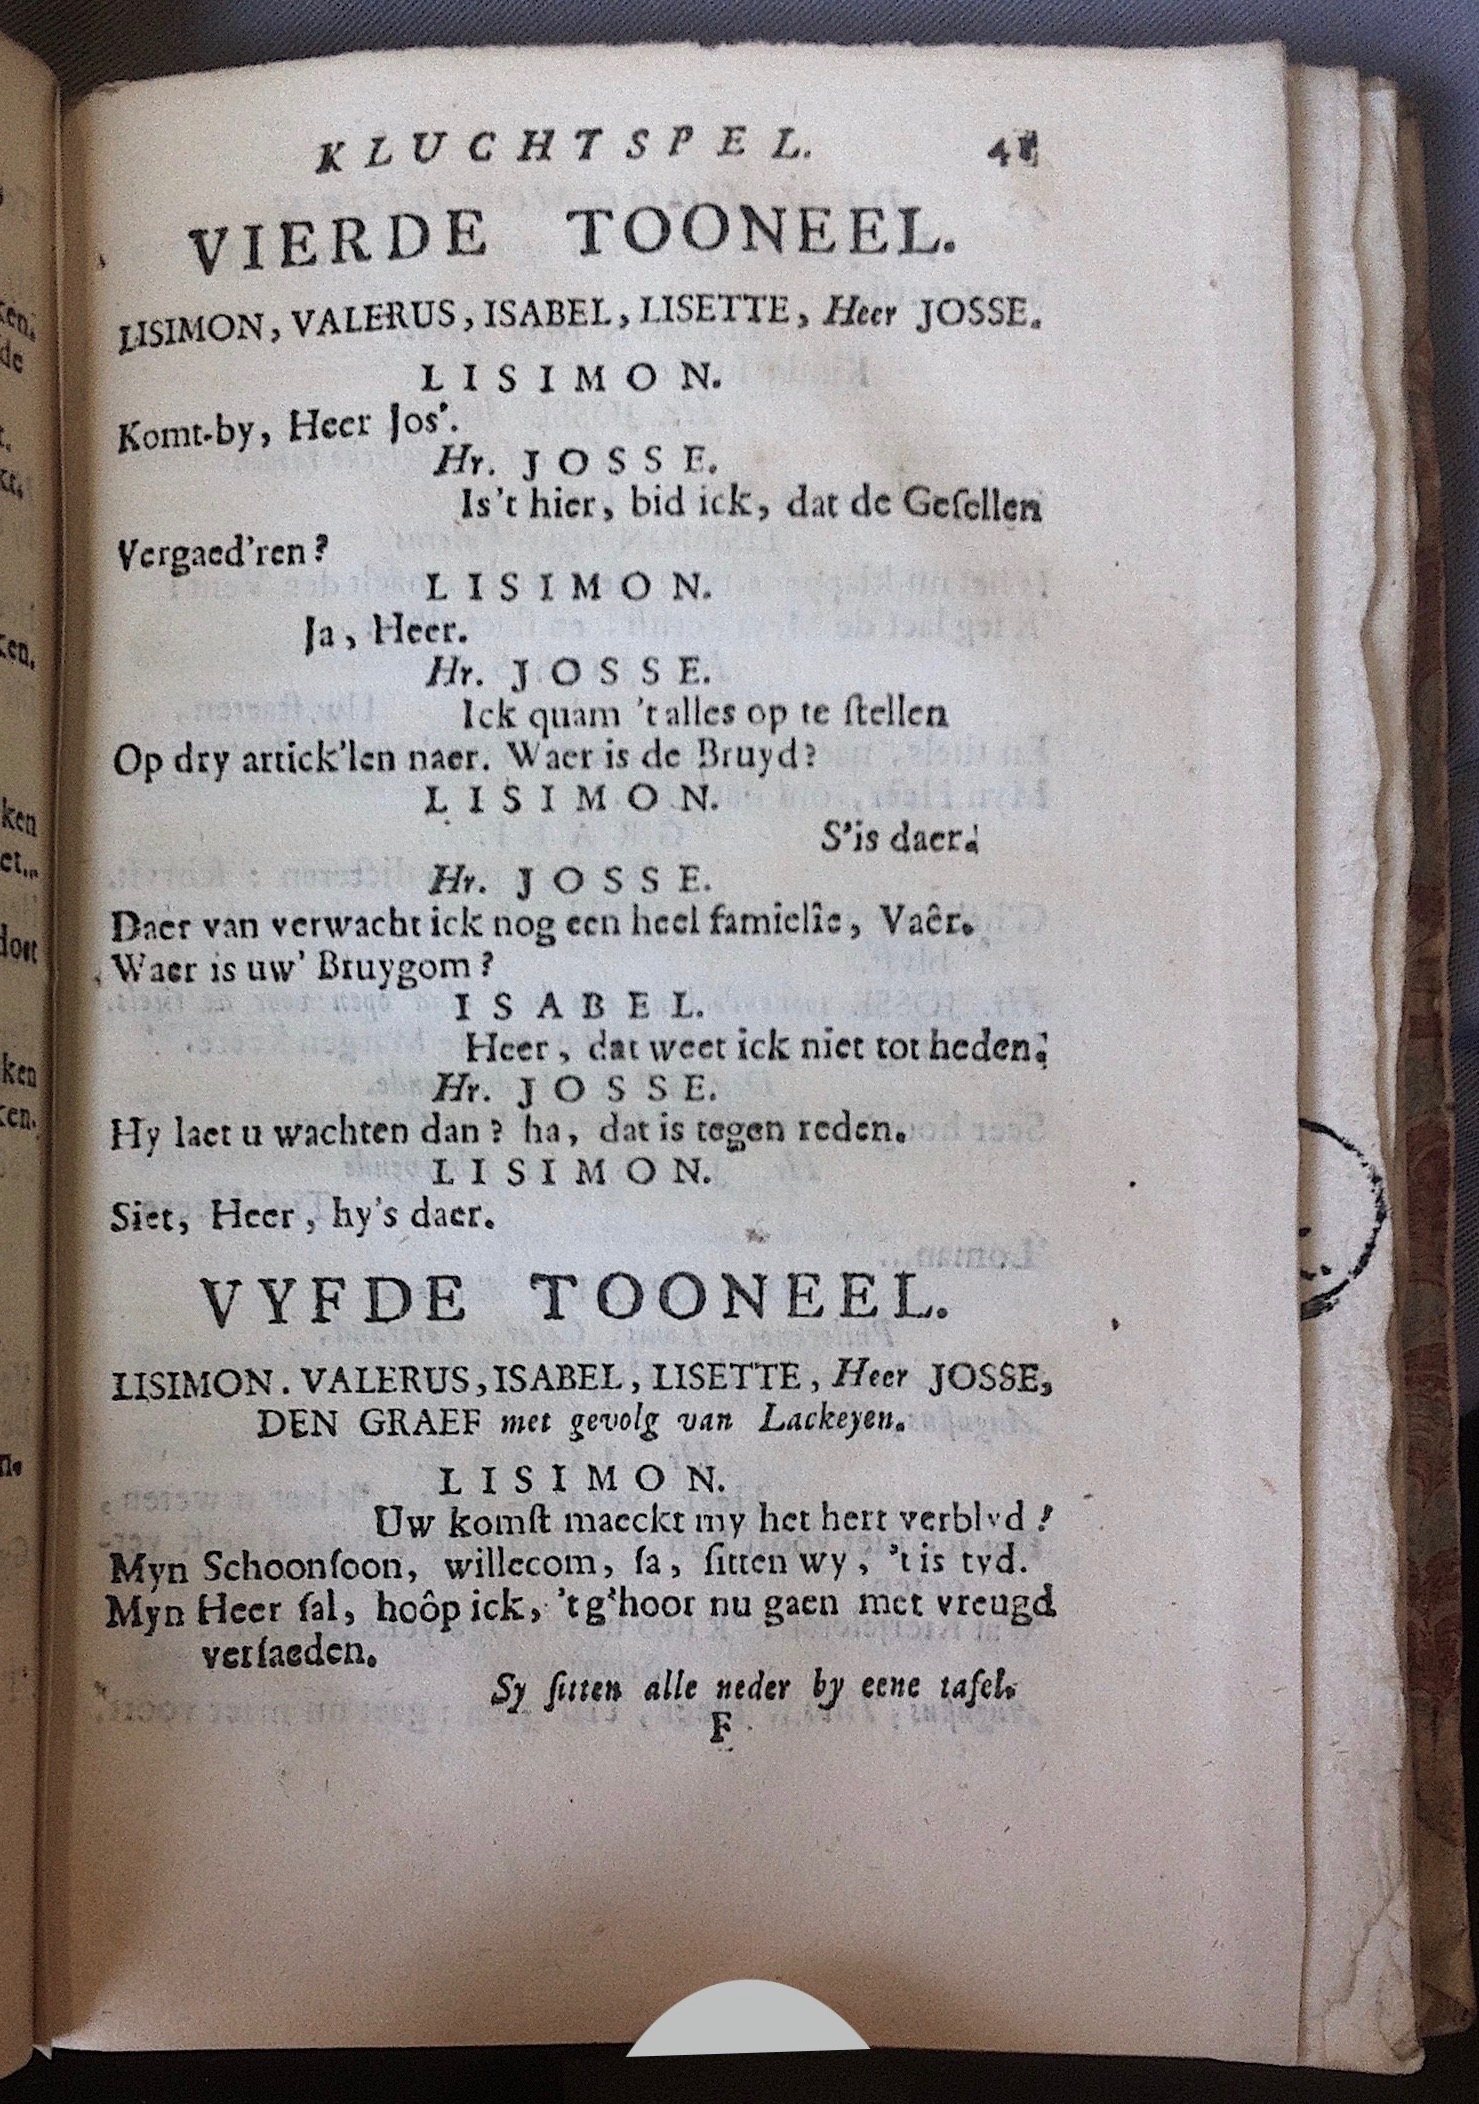 KLUCHTSPEL. 41
VIERDE TOONEEL.
LISIMON, VALERUS, ISABEL, LISETTE, Heer JOSSE.
LISIMON.
Komt-by, Heer Jos'.
Hr. JOSSE.
Is't hier, bid ick, dat de Geſellen
Vergaed'ren?
LISIMON.
Ja, Heer.
Hr. JOSSE.
Ick quam 't alles op te ſtellen
Op dry artick'len naer. Waer is de Bruyd?
LISIMON.
S'is daer.
Hr. JOSSE.
Daer van verwacht ick nog een heel famielîe, Vaêr.
Waer is uw' Bruygom?
ISABEL.
Heer, dat weet ick niet tot heden.
Hr. JOSSE.
Hy laet u wachten dan? ha, dat is tegen reden.
LISIMON.
Siet, Heer, hy's daer.
VYFDE TOONEEL.
LISIMON. VALERUS, ISABEL, LISETTE, Heer JOSSE,
DEN GRAEF met gevolg van Lackeyen.
LISIMON.
Uw komſt maeckt my het hert verblyd!
Myn Schoonſoon, willecom, ſa, ſitten wy, 't is tyd.
Myn Heer ſal, hoôp ick, 't g'hoor nu gaen met vreugd
verſaeden.
Sy ſitten alle neder by eene tafel.
F